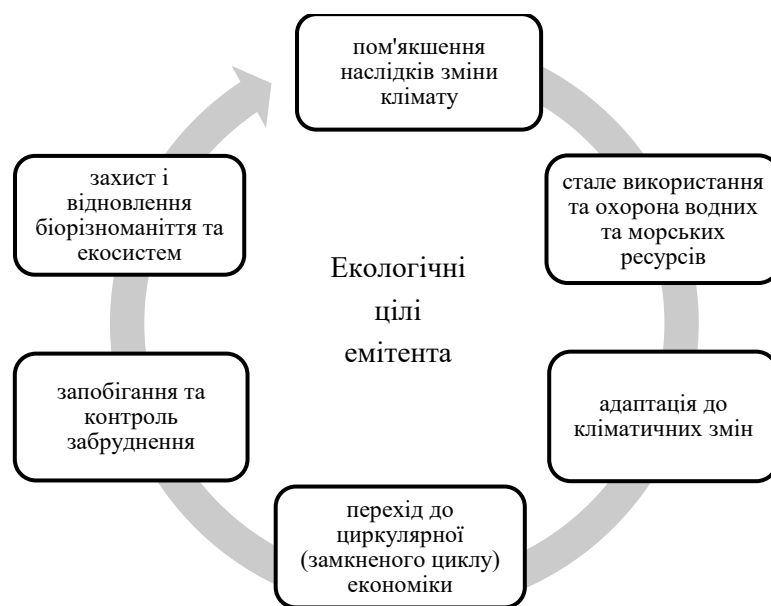 пом'якшення
наслідків зміни
клімату
стале використання
та охорона водних
та морських
ресурсів
адаптація до
кліматичних змін
перехід до
циркулярної
(замкненого циклу)
економіки
запобігання та
контроль
забруднення
захист і
відновлення
біорізноманіття та
екосистем
Екологічні
цілі
емітента